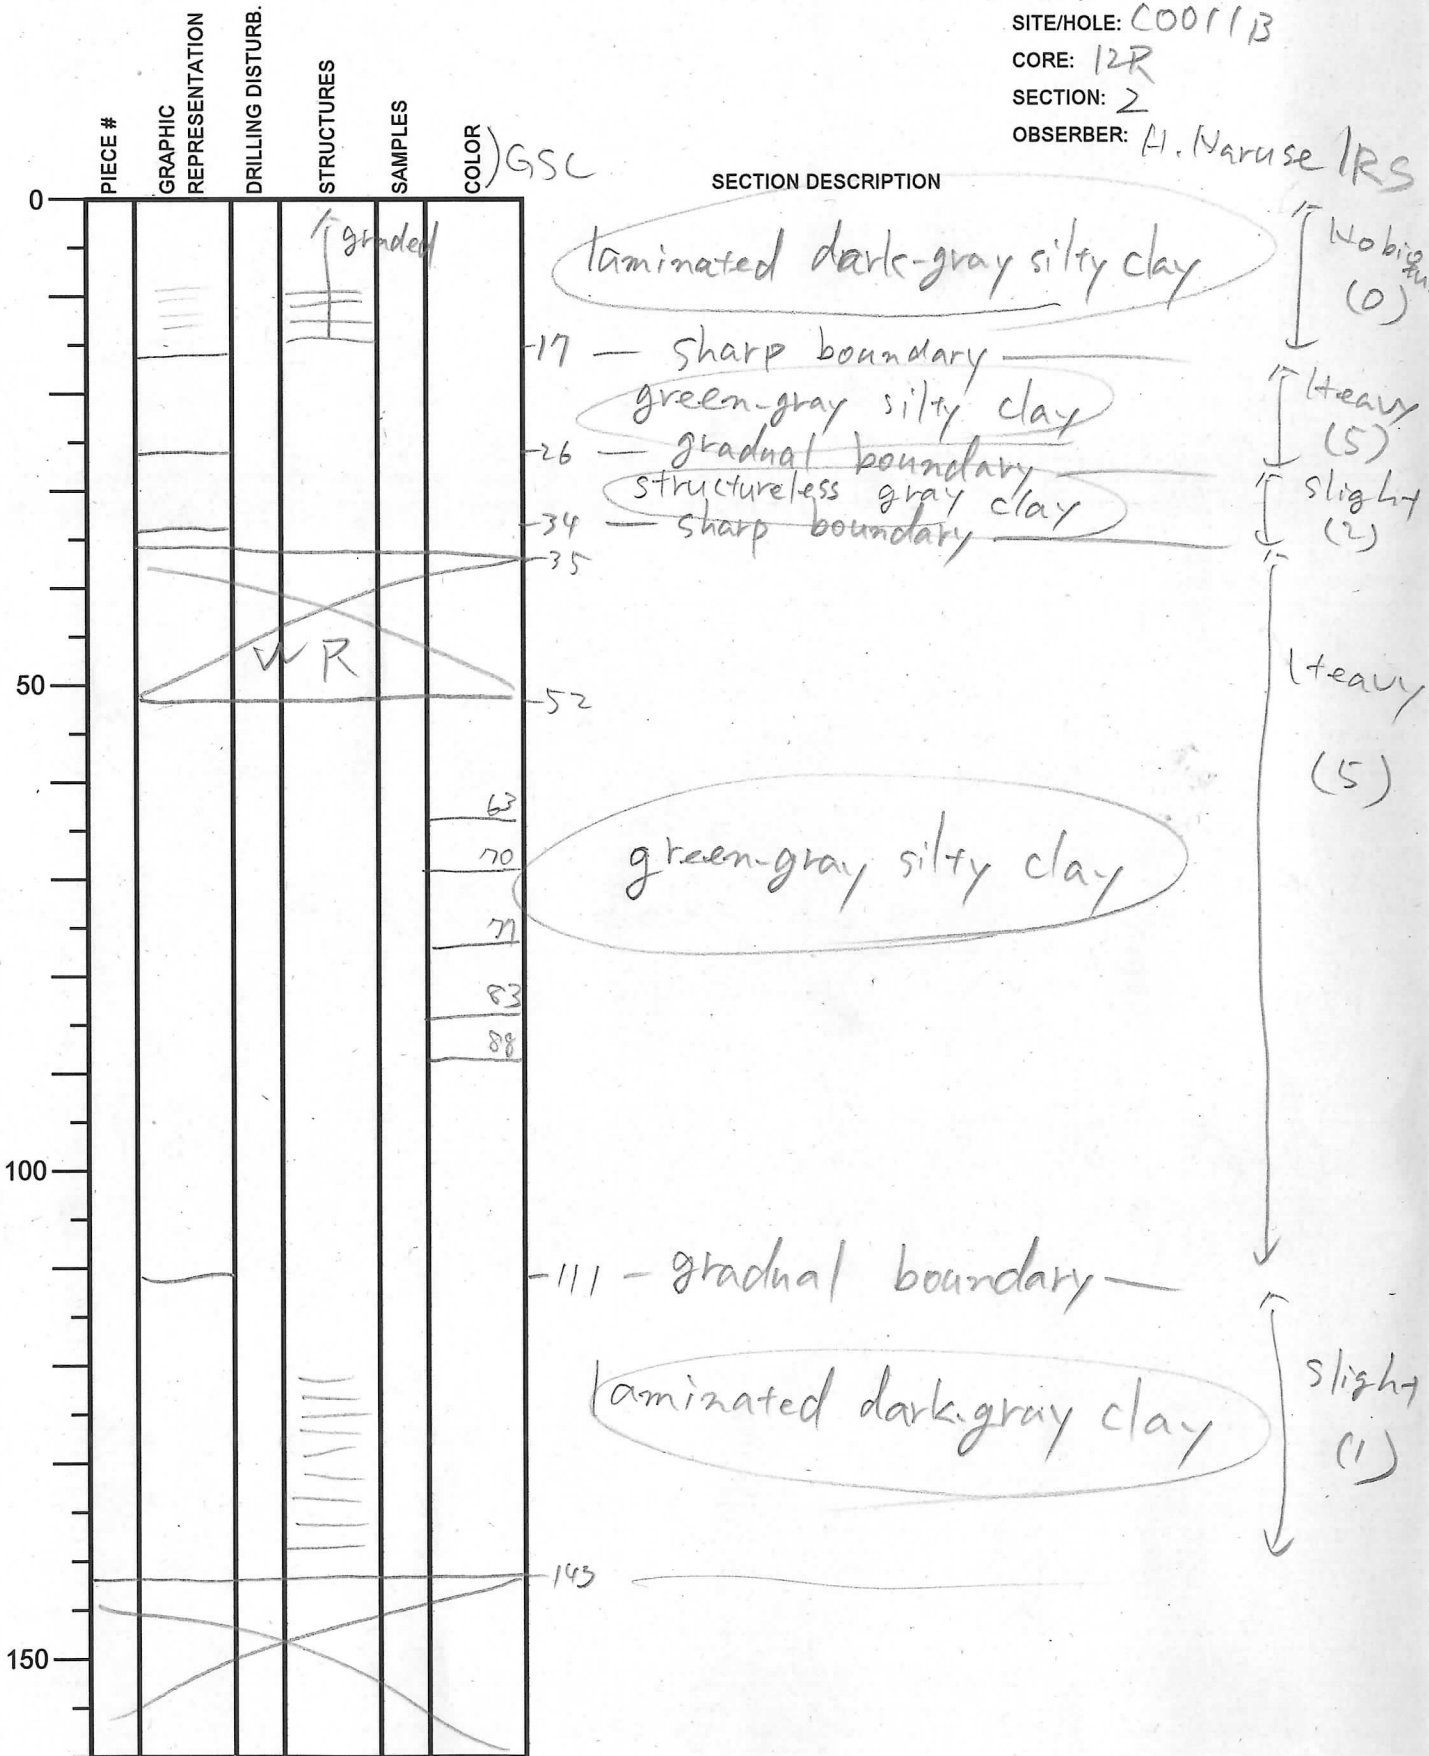 SITE/HOLE: C0011B
CORE: 12R
SECTION: 2
OBSERBER: H. Naruse /RS
PIECE #
GRAPHIC REPRESENTATION
DRILLING DISTURB.
STRUCTURES
SAMPLES
COLOR
GSC
SECTION DESCRIPTION
0
graded
laminated dark-gray silty clay
(0)
17 — sharp boundary
green-gray silty clay
Heavy
(5)
26 — gradual boundary
structureless gray clay
slight
(2)
34 — sharp boundary
35
WR
50
52
Heavy
(5)
63
70
77
83
88
green-gray silty clay
100
111 — gradual boundary —
laminated dark-gray clay
slight
(1)
143
150